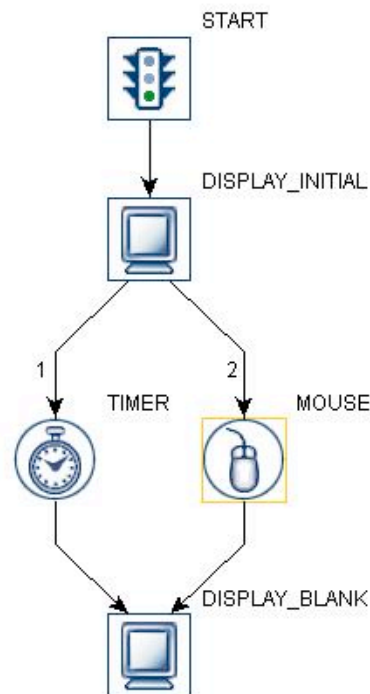 START
DISPLAY_INITIAL
1
2
TIMER
MOUSE
DISPLAY_BLANK